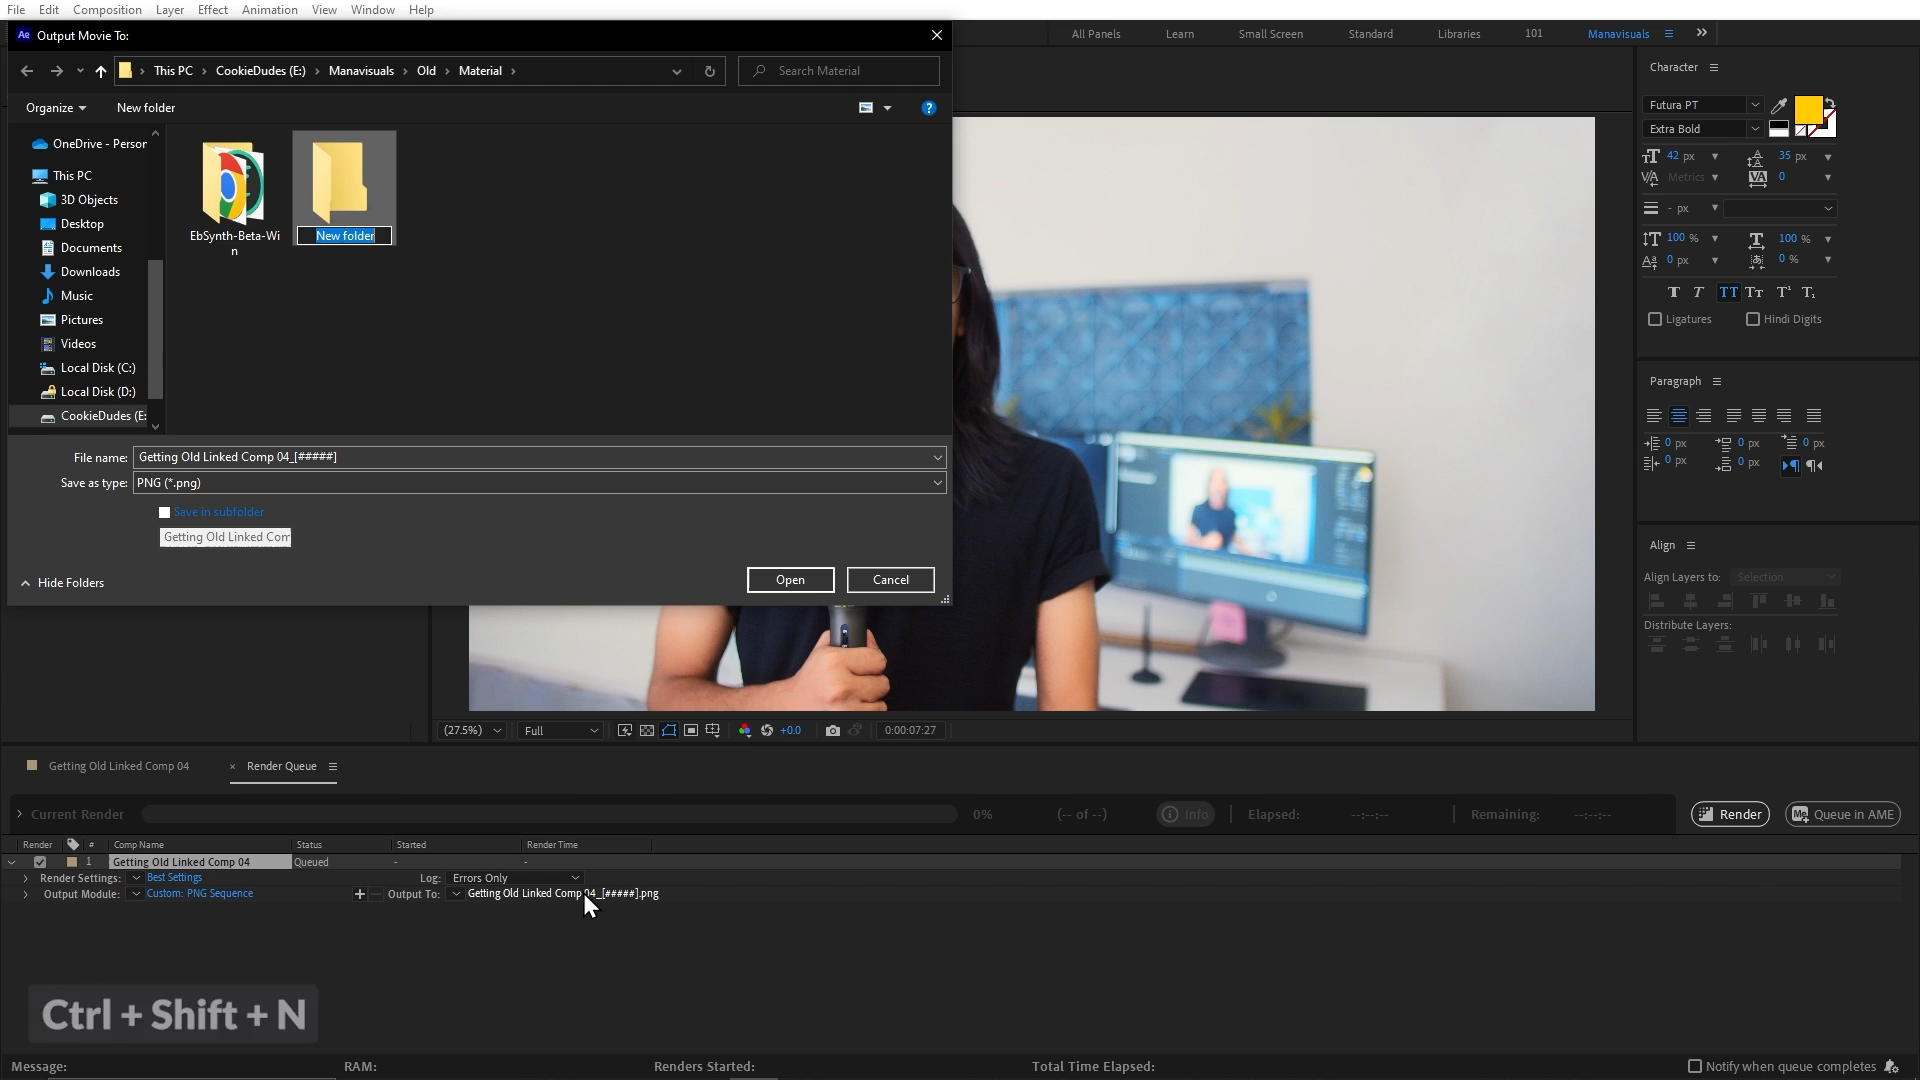 File Edit Composition Layer Effect Animation View Window Help
Ae Output Movie To:
All Panels Learn Small Screen Standard Libraries 101 Manavisuals
This PC CookieDudes (E:) Manavisuals Old Material
Search Material
Organize New folder
OneDrive - Person
This PC
3D Objects
Desktop
Documents
Downloads
Music
Pictures
Videos
Local Disk (C:)
Local Disk (D:)
CookieDudes (E:
EbSynth-Beta-Wi
n
New folder
File name: Getting Old Linked Comp 04_[#####]
Save as type: PNG (*.png)
Save in subfolder
Getting Old Linked Com
Hide Folders
Open Cancel
Character
Futura PT
Extra Bold
42 px 35 px
Metrics 0
- px
100 % 100 %
0 px 0 %
T T TT Tt T¹ T₁
Ligatures Hindi Digits
Paragraph
0 px 0 px 0 px
0 px 0 px
Align
Align Layers to: Selection
Distribute Layers:
(27.5%) Full +0.0 0:00:07:27
Getting Old Linked Comp 04 × Render Queue
Current Render 0% (-- of --) Info Elapsed: --:--:-- Remaining: --:--:-- Render Me Queue in AME
Render # Comp Name Status Started Render Time
1 Getting Old Linked Comp 04 Queued - -
Render Settings: Best Settings Log: Errors Only
Output Module: Custom: PNG Sequence Output To: Getting Old Linked Comp 04_[#####].png
Ctrl + Shift + N
Message: RAM: Renders Started: Total Time Elapsed: Notify when queue completes